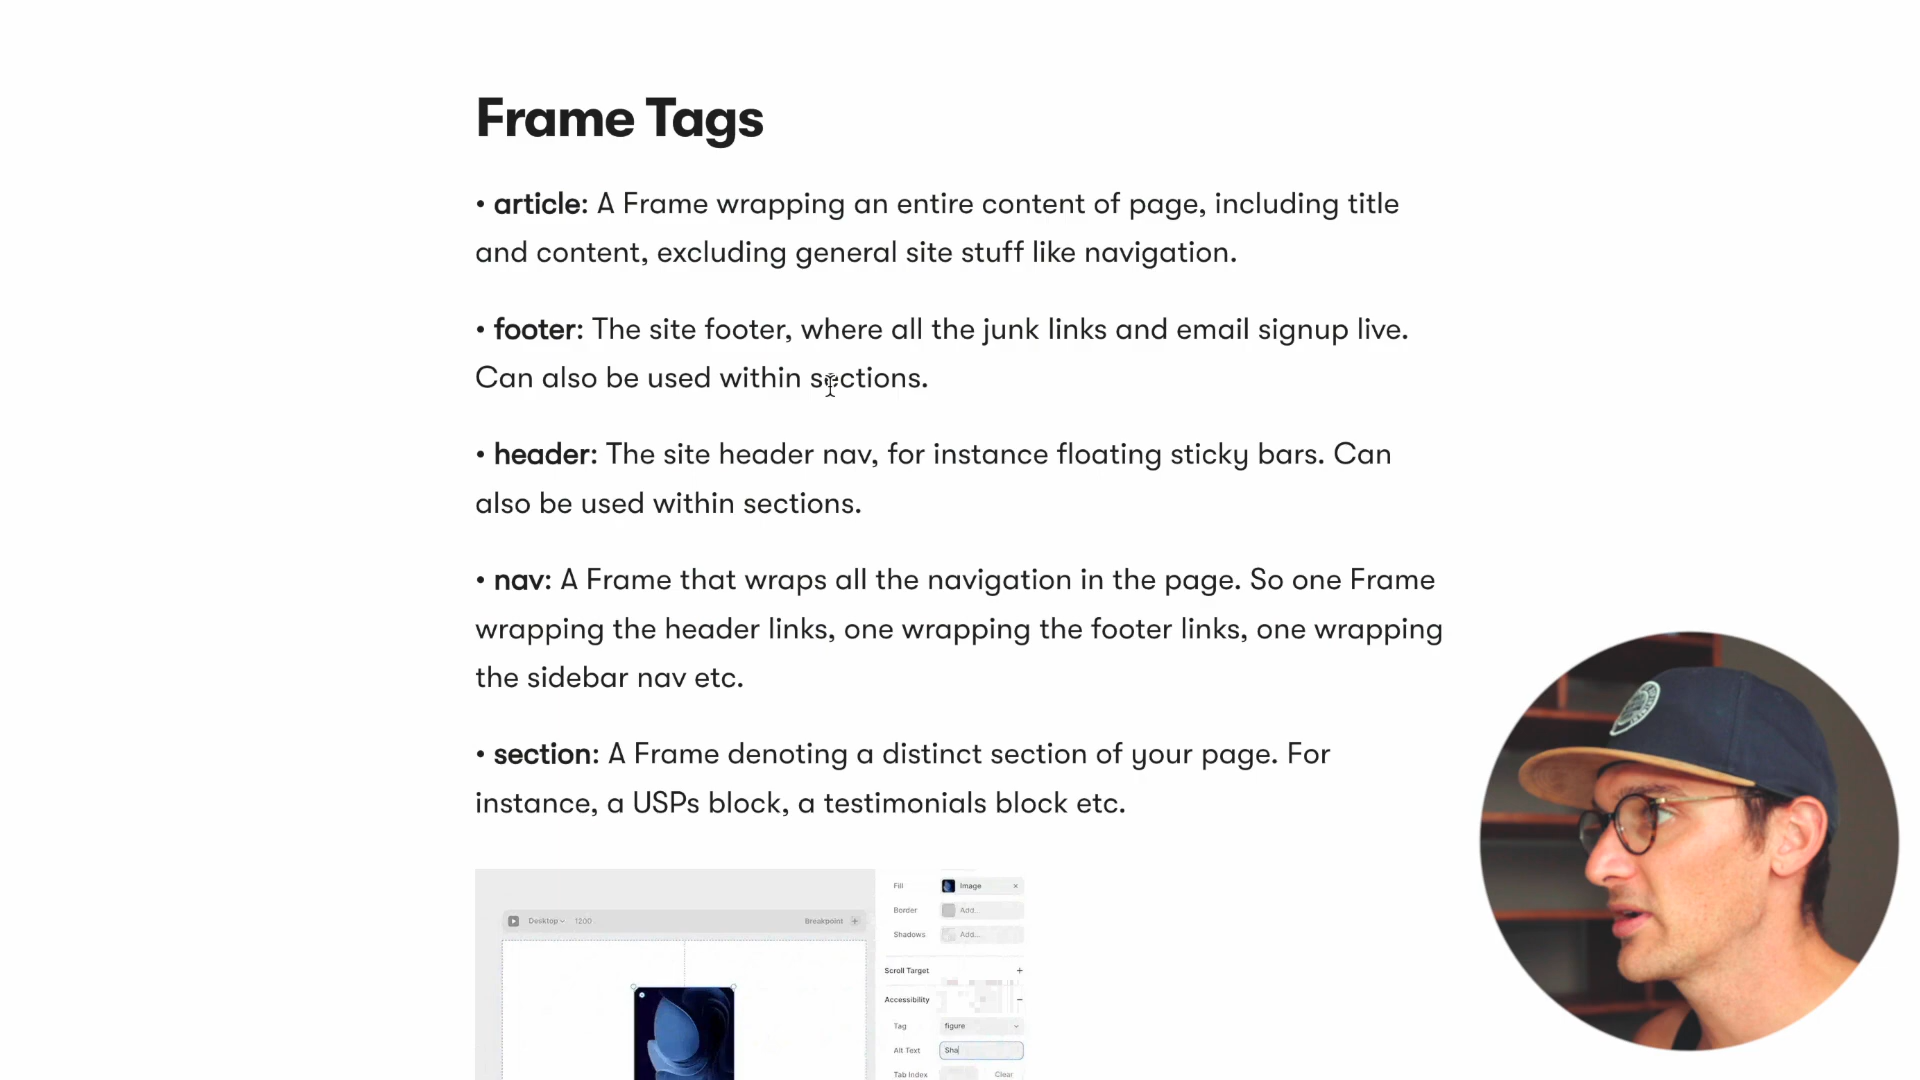 Frame Tags
• article: A Frame wrapping an entire content of page, including title
and content, excluding general site stuff like navigation.
• footer: The site footer, where all the junk links and email signup live.
Can also be used within sections.
• header: The site header nav, for instance floating sticky bars. Can
also be used within sections.
• nav: A Frame that wraps all the navigation in the page. So one Frame
wrapping the header links, one wrapping the footer links, one wrapping
the sidebar nav etc.
• section: A Frame denoting a distinct section of your page. For
instance, a USPs block, a testimonials block etc.
Desktop 1200 Breakpoint
Fill Image
Border Add...
Shadows Add...
Scroll Target
Accessibility
Tag figure
Alt Text Sha
Tab Index Clear